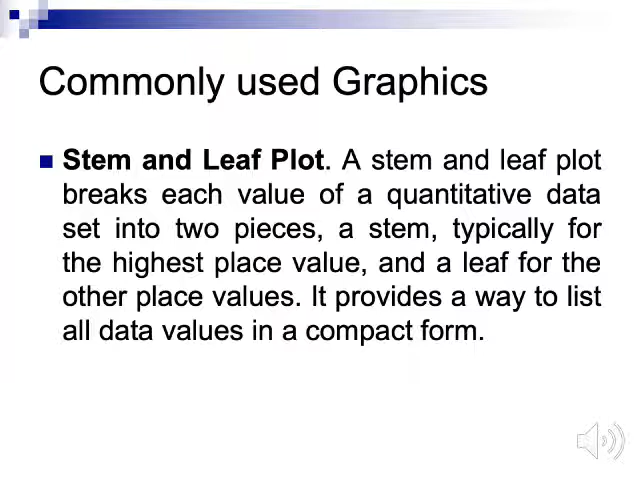 Commonly used Graphics
Stem and Leaf Plot. A stem and leaf plot
breaks each value of a quantitative data
set into two pieces, a stem, typically for
the highest place value, and a leaf for the
other place values. It provides a way to list
all data values in a compact form.